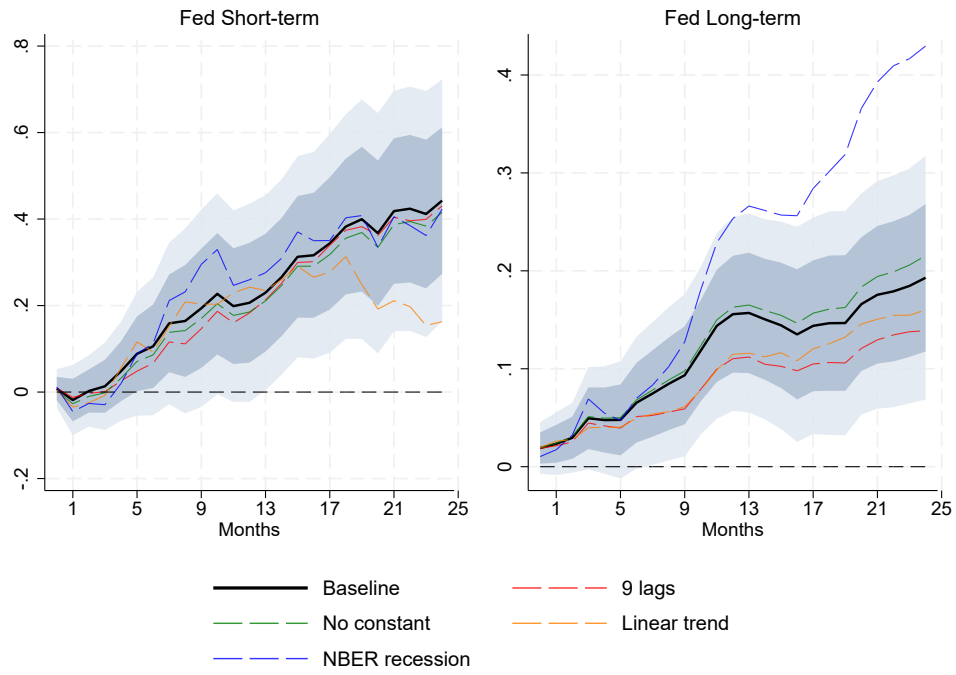 Fed Short-term
.8
.6
.4
.2
0
-.2
1 5 9 13 17 21 25
Months
Fed Long-term
.4
.3
.2
.1
0
1 5 9 13 17 21 25
Months
Baseline
9 lags
No constant
Linear trend
NBER recession